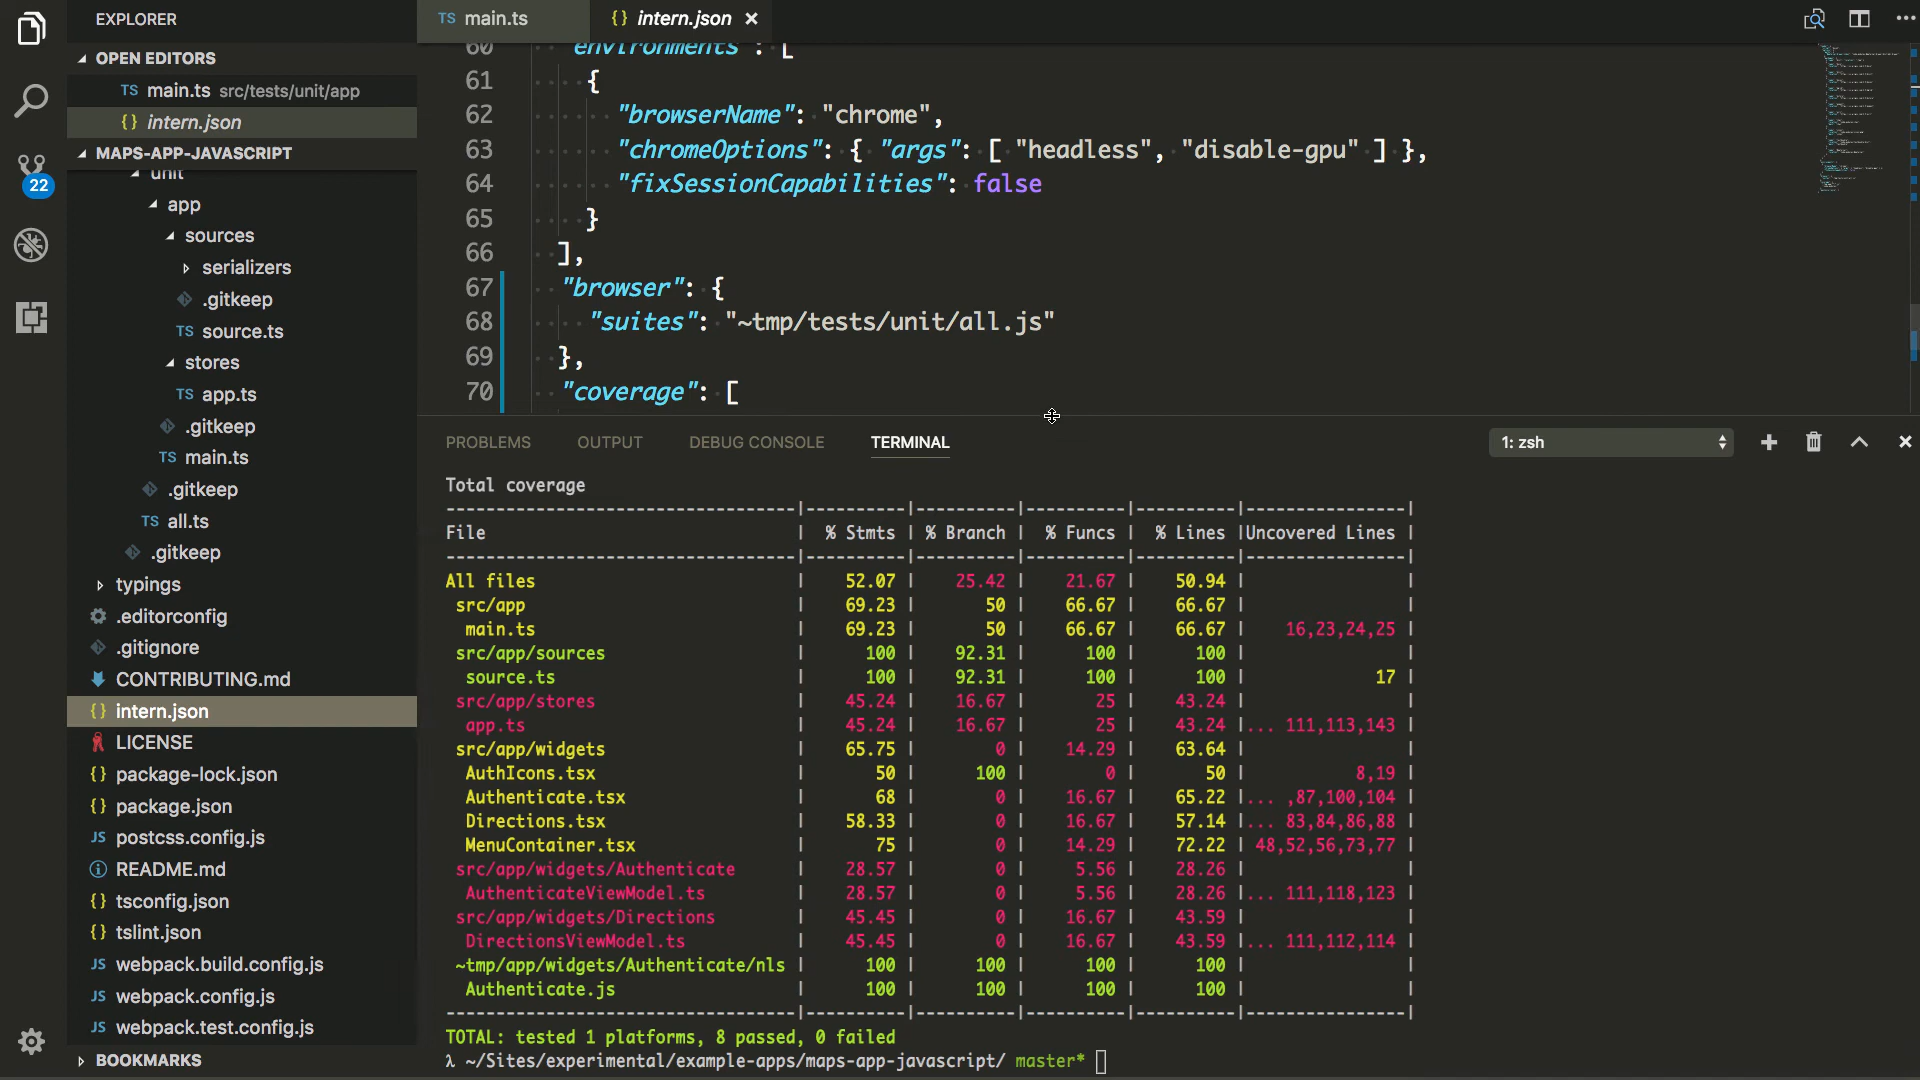 EXPLORER
OPEN EDITORS
TS main.ts src/tests/unit/app
{} intern.json
MAPS-APP-JAVASCRIPT
22
unit
app
sources
serializers
.gitkeep
TS source.ts
stores
TS app.ts
.gitkeep
TS main.ts
.gitkeep
TS all.ts
.gitkeep
typings
.editorconfig
.gitignore
CONTRIBUTING.md
{} intern.json
LICENSE
{} package-lock.json
{} package.json
JS postcss.config.js
README.md
{} tsconfig.json
{} tslint.json
JS webpack.build.config.js
JS webpack.config.js
JS webpack.test.config.js
BOOKMARKS
TS main.ts
{} intern.json ×
60 "environments": [
61 {
62 "browserName": "chrome",
63 "chromeOptions": { "args": [ "headless", "disable-gpu" ] },
64 "fixSessionCapabilities": false
65 }
66 ],
67 "browser": {
68 "suites": "~tmp/tests/unit/all.js"
69 },
70 "coverage": [
PROBLEMS OUTPUT DEBUG CONSOLE TERMINAL 1: zsh
Total coverage
-----------------------------------|----------|----------|----------|----------|----------------|
File | % Stmts | % Branch | % Funcs | % Lines |Uncovered Lines |
-----------------------------------|----------|----------|----------|----------|----------------|
All files | 52.07 | 25.42 | 21.67 | 50.94 | |
src/app | 69.23 | 50 | 66.67 | 66.67 | |
main.ts | 69.23 | 50 | 66.67 | 66.67 | 16,23,24,25 |
src/app/sources | 100 | 92.31 | 100 | 100 | |
source.ts | 100 | 92.31 | 100 | 100 | 17 |
src/app/stores | 45.24 | 16.67 | 25 | 43.24 | |
app.ts | 45.24 | 16.67 | 25 | 43.24 |... 111,113,143 |
src/app/widgets | 65.75 | 0 | 14.29 | 63.64 | |
AuthIcons.tsx | 50 | 100 | 0 | 50 | 8,19 |
Authenticate.tsx | 68 | 0 | 16.67 | 65.22 |... ,87,100,104 |
Directions.tsx | 58.33 | 0 | 16.67 | 57.14 |... 83,84,86,88 |
MenuContainer.tsx | 75 | 0 | 14.29 | 72.22 | 48,52,56,73,77 |
src/app/widgets/Authenticate | 28.57 | 0 | 5.56 | 28.26 | |
AuthenticateViewModel.ts | 28.57 | 0 | 5.56 | 28.26 |... 111,118,123 |
src/app/widgets/Directions | 45.45 | 0 | 16.67 | 43.59 | |
DirectionsViewModel.ts | 45.45 | 0 | 16.67 | 43.59 |... 111,112,114 |
~tmp/app/widgets/Authenticate/nls | 100 | 100 | 100 | 100 | |
Authenticate.js | 100 | 100 | 100 | 100 | |
-----------------------------------|----------|----------|----------|----------|----------------|
TOTAL: tested 1 platforms, 8 passed, 0 failed
λ ~/Sites/experimental/example-apps/maps-app-javascript/ master*